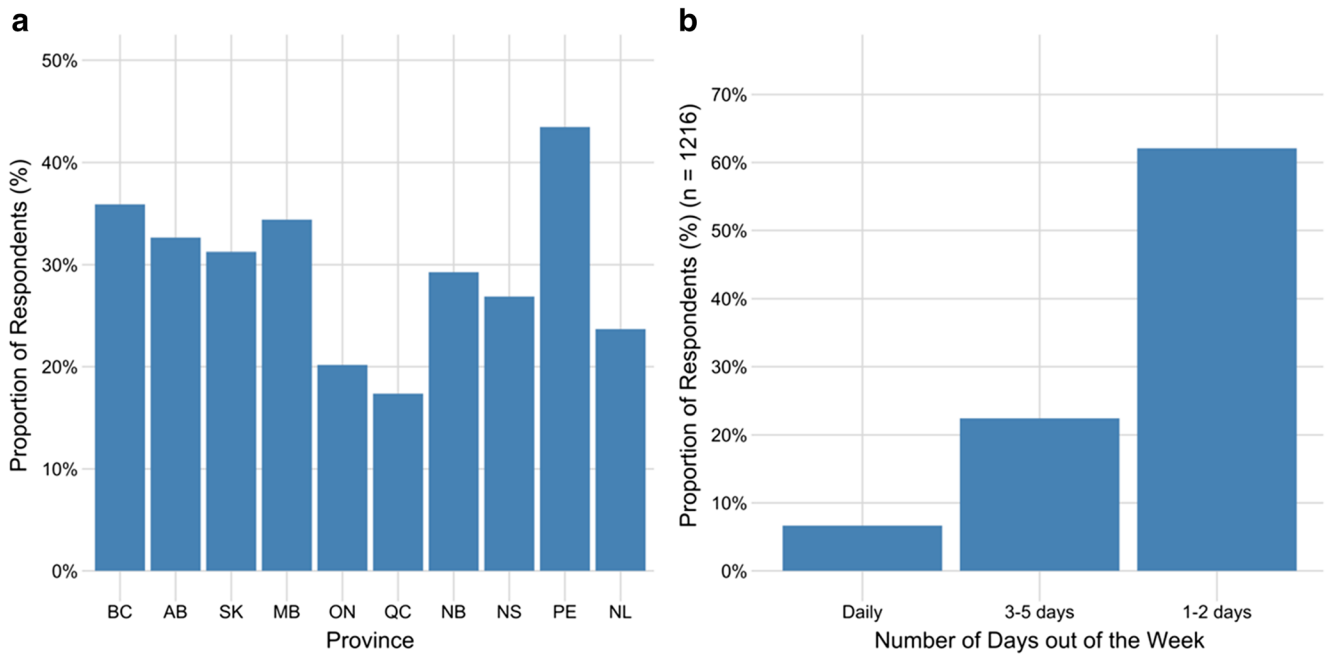 a
Proportion of Respondents (%)
50%
40%
30%
20%
10%
0%
BC AB SK MB ON QC NB NS PE NL
Province
b
Proportion of Respondents (%) (n = 1216)
70%
60%
50%
40%
30%
20%
10%
0%
Daily 3-5 days 1-2 days
Number of Days out of the Week